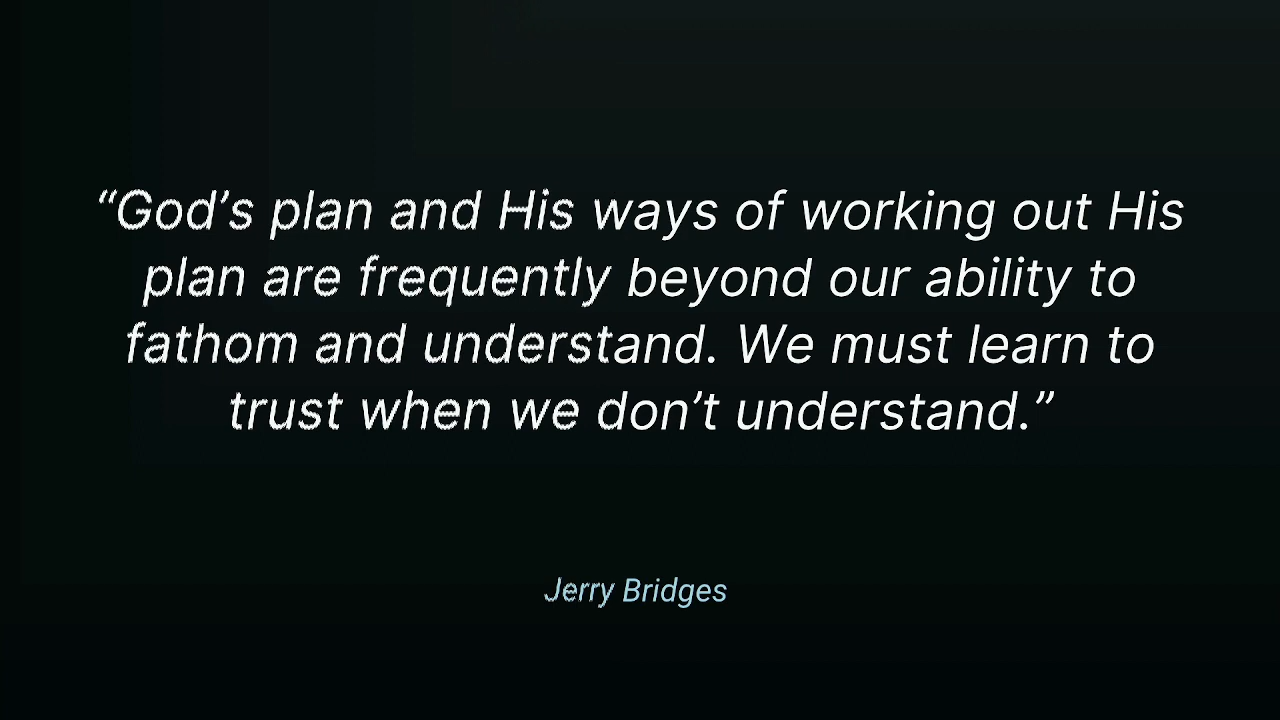 “God’s plan and His ways of working out His
plan are frequently beyond our ability to
fathom and understand. We must learn to
trust when we don’t understand.”
Jerry Bridges